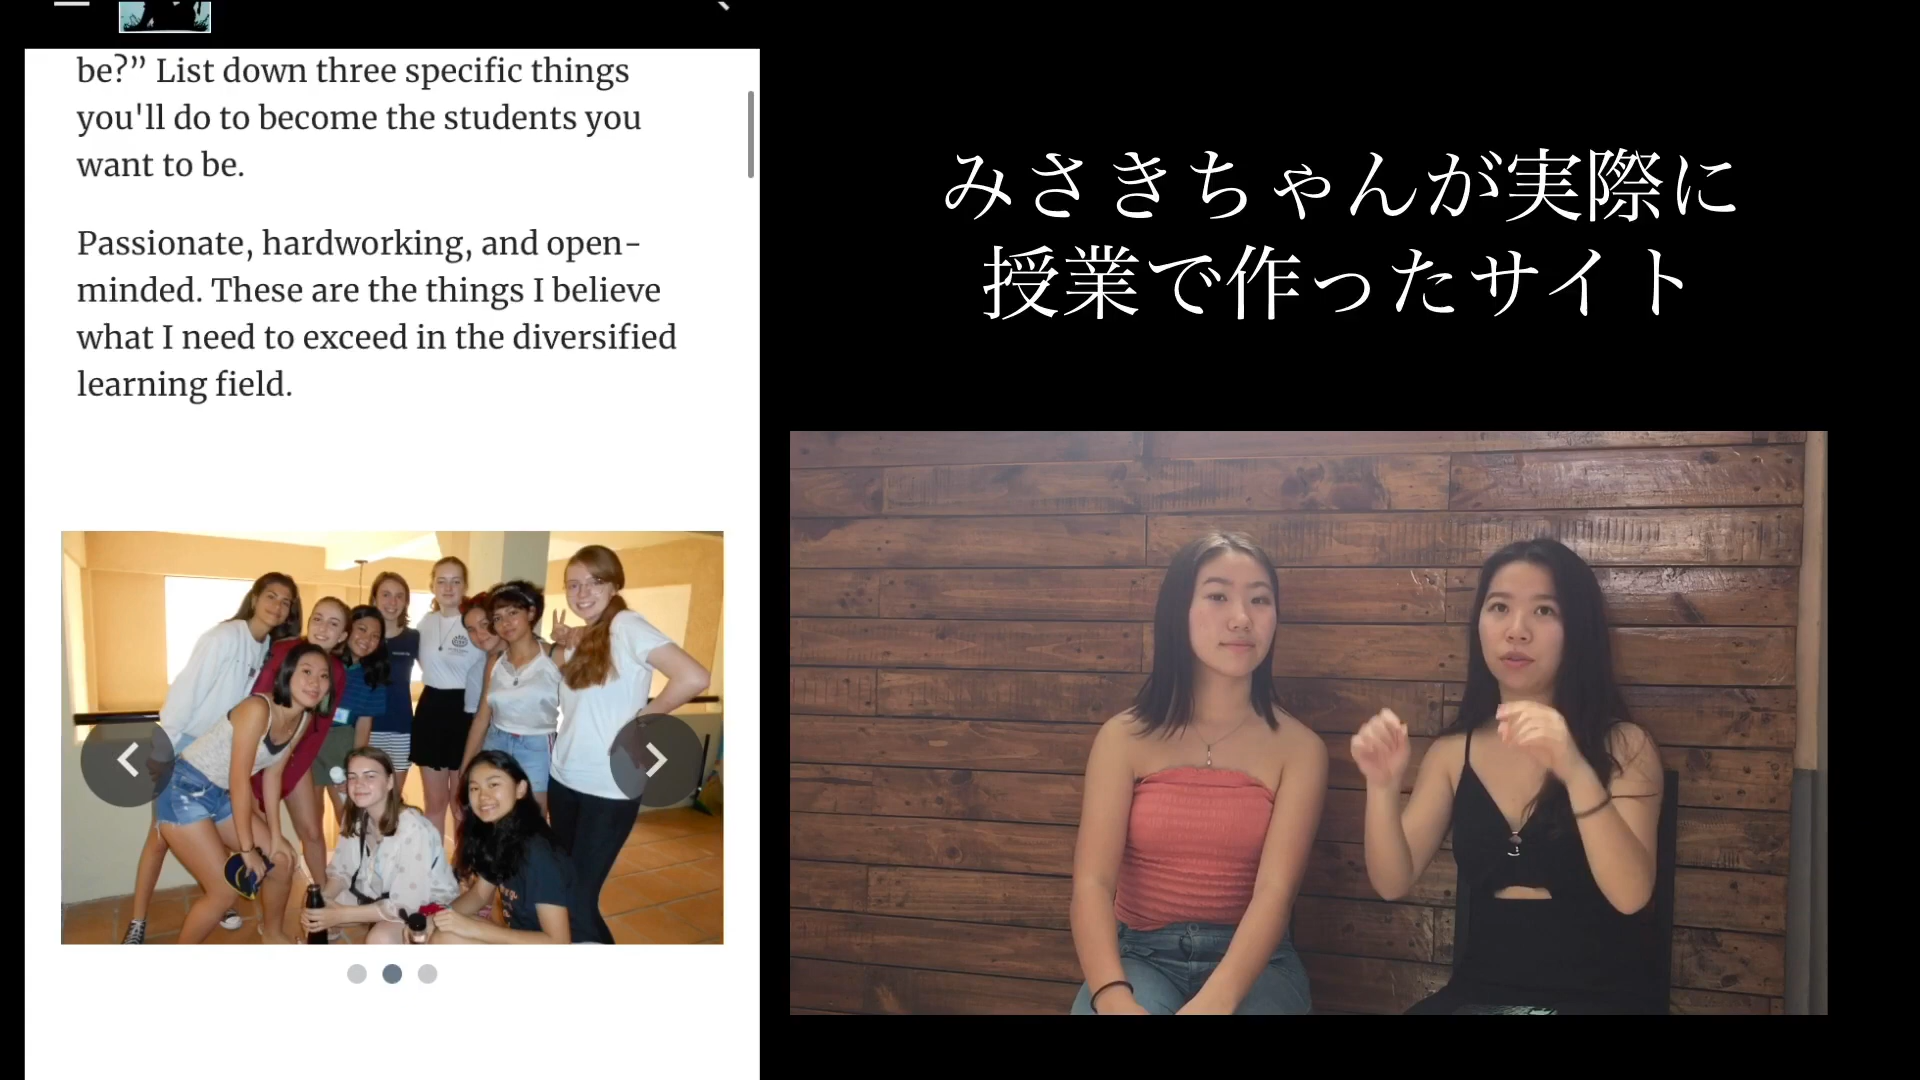 be?” List down three specific things
you'll do to become the students you
want to be.
Passionate, hardworking, and open-
minded. These are the things I believe
what I need to exceed in the diversified
learning field.
みさきちゃんが実際に
授業で作ったサイト